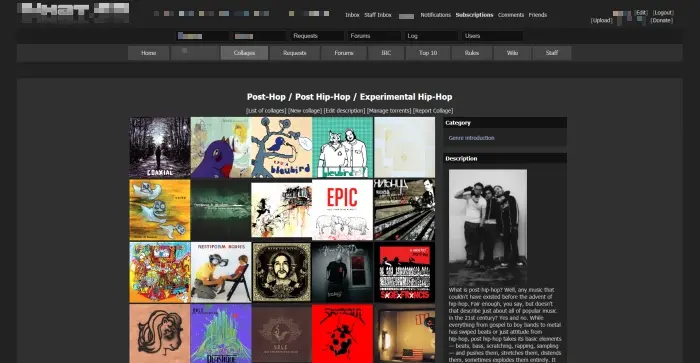 Inbox Staff Inbox Notifications Subscriptions Comments Friends
[Edit] [Logout]
[Upload] [Donate]
Requests Forums Log Users
Home Collages Requests Forums IRC Top 10 Rules Wiki Staff
Post-Hop / Post Hip-Hop / Experimental Hip-Hop
[List of collages] [New collage] [Edit description] [Manage torrents] [Report Collage]
Category
Genre introduction
Description
COAXIAL
bleubird
bleubird
EPIC
RESTIFORM BODIES
SOLE
What is post-hip-hop? Well, any music that
couldn't have existed before the advent of
hip-hop. Fair enough, you say, but doesn't
that describe just about all of popular music
in the 21st century? Yes and no. While
everything from gospel to boy bands to metal
has swiped beats or just attitude from
hip-hop, post hip-hop takes its basic elements
— beats, bass, scratching, ripping, sampling
— and pushes them, stretches them, distends
them, sometimes explodes them entirely. If